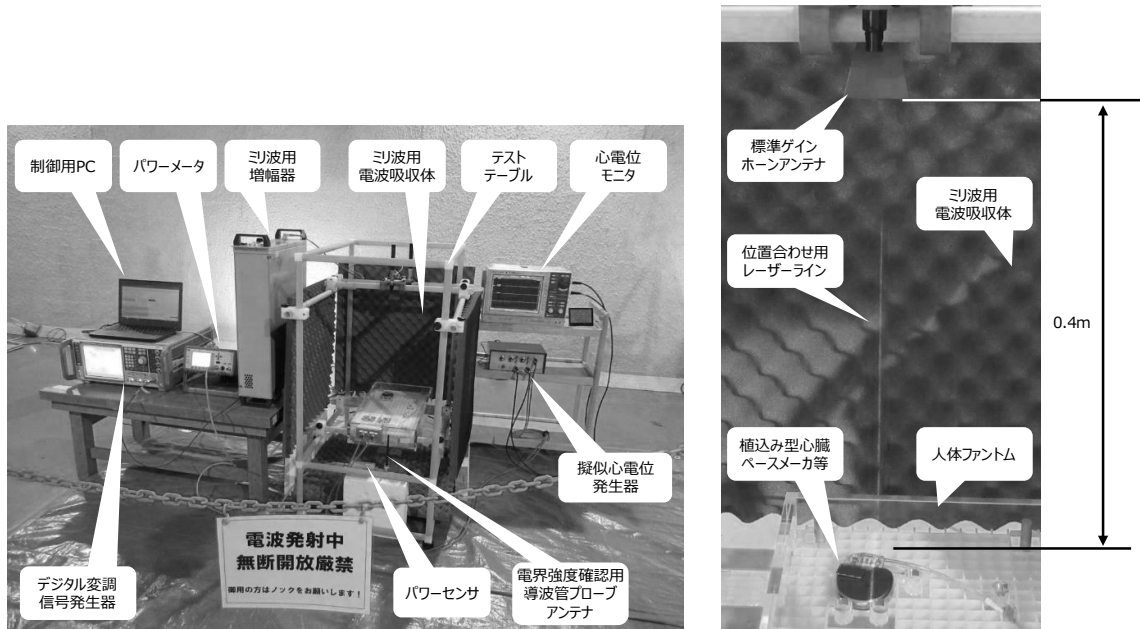 制御用PC
パワーメータ
ミリ波用
増幅器
ミリ波用
電波吸収体
テスト
テーブル
心電位
モニタ
擬似心電位
発生器
電波発射中
無断開放厳禁
御用の方はノックをお願いします!
デジタル変調
信号発生器
パワーセンサ
電界強度確認用
導波管プローブ
アンテナ
標準ゲイン
ホーンアンテナ
ミリ波用
電波吸収体
位置合わせ用
レーザーライン
0.4m
植込み型心臓
ペースメーカ等
人体ファントム